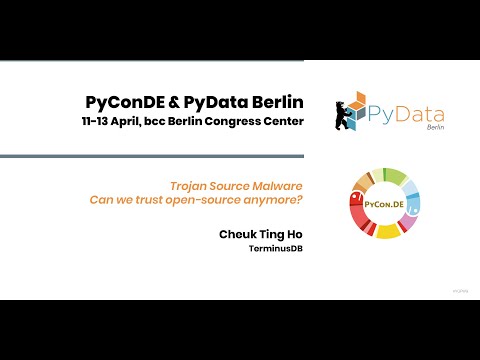 PyConDE & PyData Berlin
11-13 April, bcc Berlin Congress Center
PyData
Berlin
Trojan Source Malware
Can we trust open-source anymore?
PYCON.DE
Cheuk Ting Ho
TerminusDB